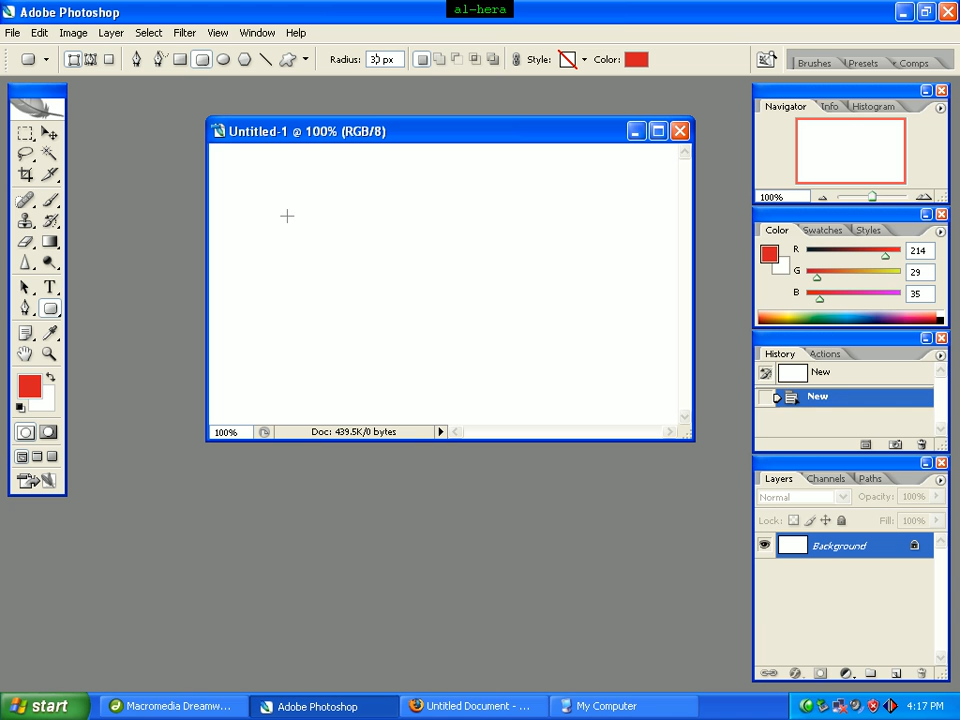 al-hera
Adobe Photoshop
File Edit Image Layer Select Filter View Window Help
Radius: 30 px Style: Color: Brushes Presets Comps
Untitled-1 @ 100% (RGB/8)
100% Doc: 439.5K/0 bytes
Navigator Info Histogram
100%
Color Swatches Styles
R 214
G 29
B 35
History Actions
New
New
Layers Channels Paths
Normal Opacity: 100%
Lock: Fill: 100%
Background
start Macromedia Dreamw... Adobe Photoshop Untitled Document - ... My Computer 4:17 PM